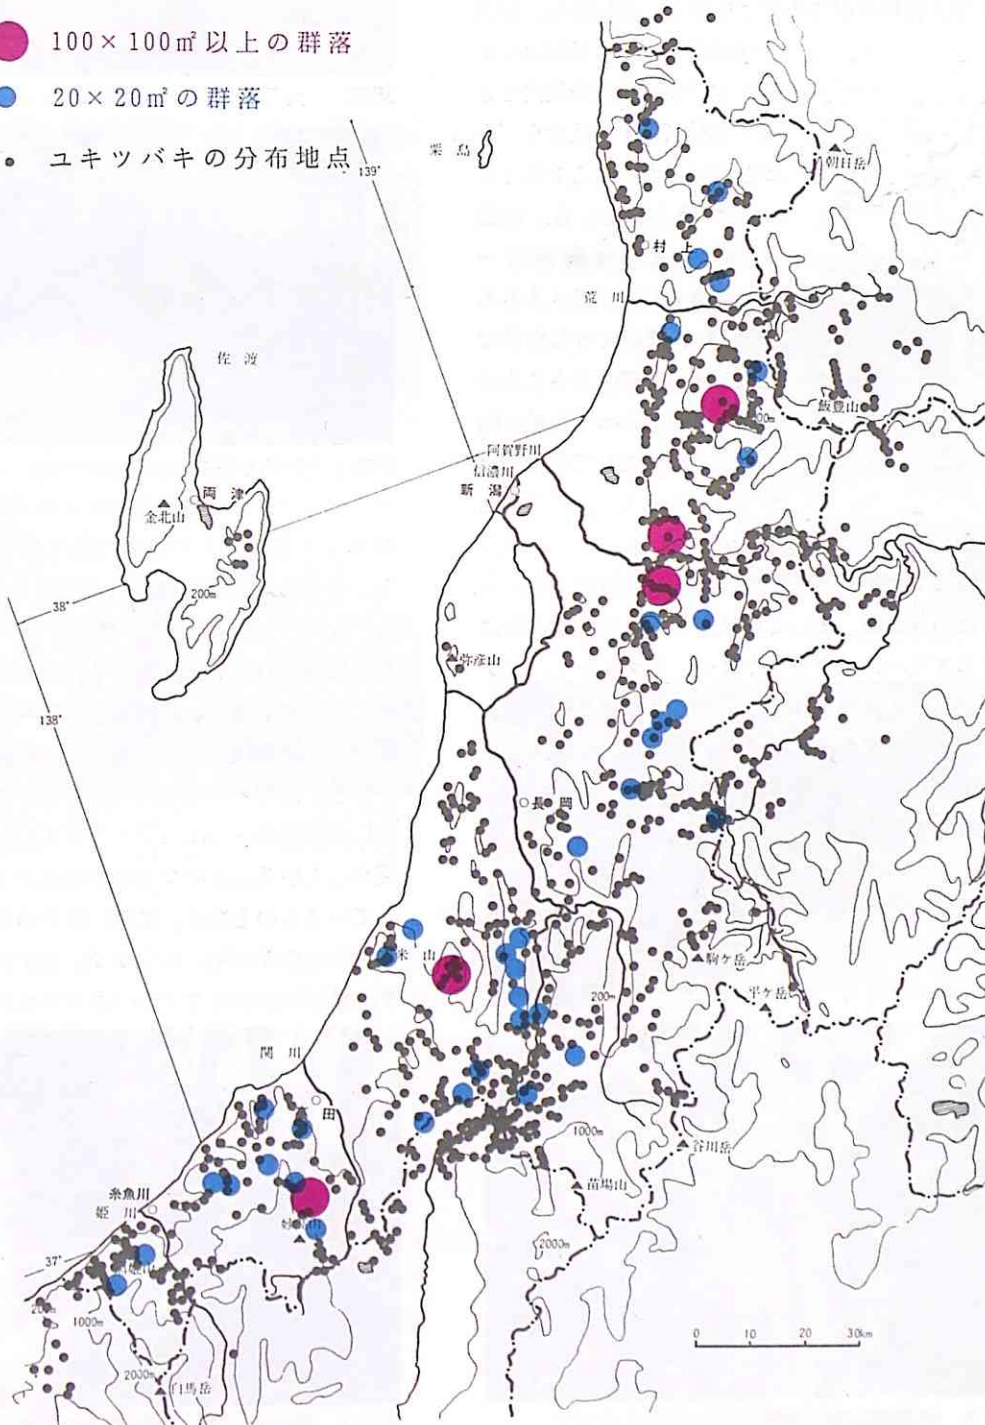 100×100㎡以上の群落
20×20㎡の群落
ユキツバキの分布地点
139°
粟島
朝日岳
村上
荒川
佐渡
飯豊山
阿賀野川
信濃川
新潟
両津
金北山
200m
38°
弥彦山
138°
長岡
米山
駒ケ岳
平ケ岳
200m
関川
田
1000m
谷川岳
糸魚川
姫川
苗場山
2000m
37°
1000m
0 10 20 30km
2000m
白馬岳